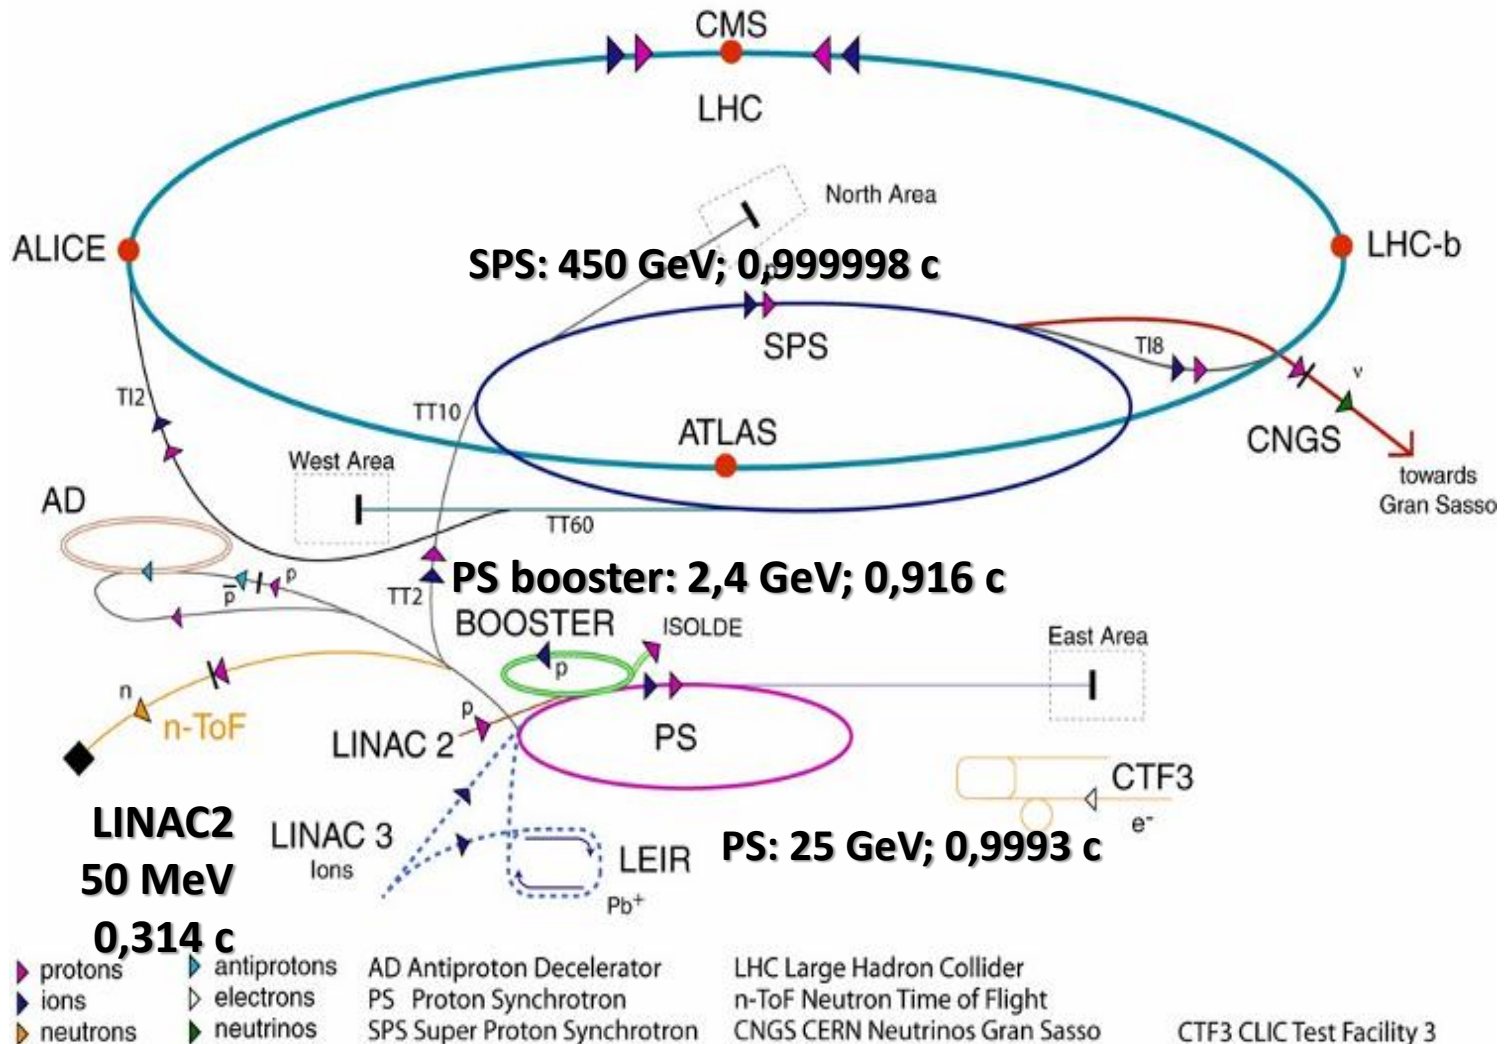 CMS
LHC
North Area
ALICE
LHC-b
SPS: 450 GeV; 0,999998 c
SPS
TI8
ν
TI2
TT10
ATLAS
CNGS
West Area
towards
Gran Sasso
AD
TT60
p
p̅
TT2
PS booster: 2,4 GeV; 0,916 c
BOOSTER
ISOLDE
East Area
p
n
n-ToF
p
LINAC 2
PS
CTF3
e-
LINAC2
50 MeV
0,314 c
LINAC 3
Ions
LEIR
Pb+
PS: 25 GeV; 0,9993 c
protons
ions
neutrons
antiprotons
electrons
neutrinos
AD Antiproton Decelerator
PS Proton Synchrotron
SPS Super Proton Synchrotron
LHC Large Hadron Collider
n-ToF Neutron Time of Flight
CNGS CERN Neutrinos Gran Sasso
CTF3 CLIC Test Facility 3